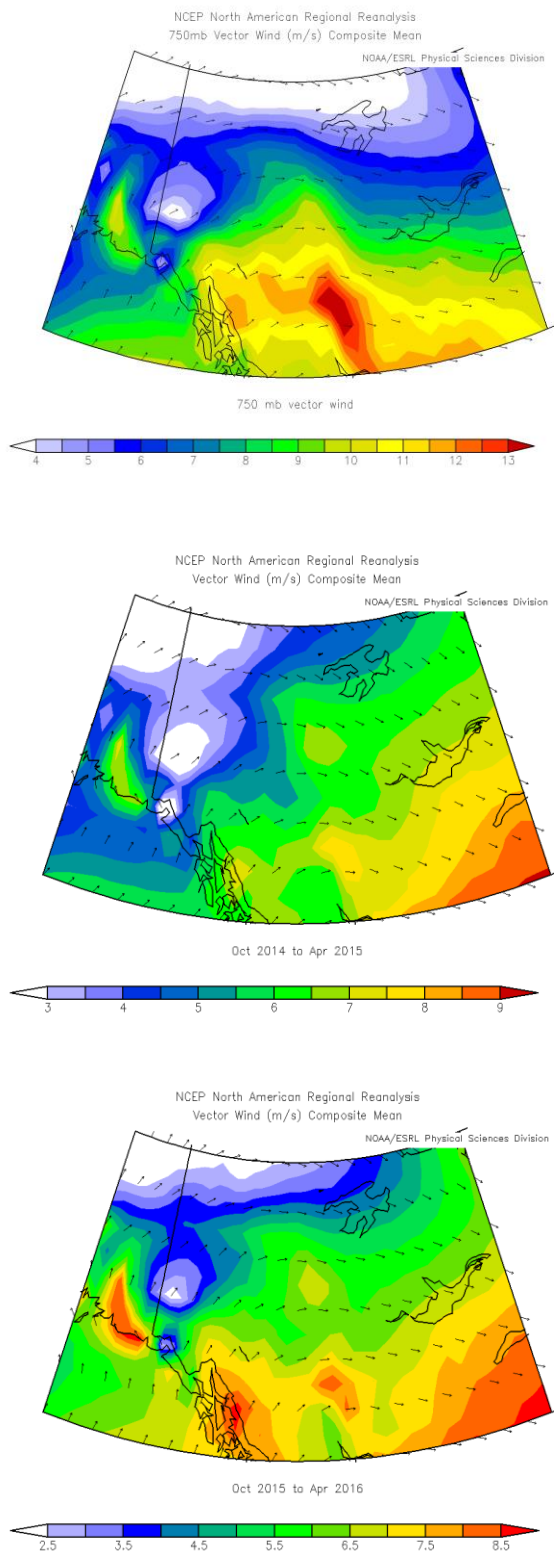 NCEP North American Regional Reanalysis
750mb Vector Wind (m/s) Composite Mean
NOAA/ESRL Physical Sciences Division
750 mb vector wind
4 5 6 7 8 9 10 11 12 13
NCEP North American Regional Reanalysis
Vector Wind (m/s) Composite Mean
NOAA/ESRL Physical Sciences Division
Oct 2014 to Apr 2015
3 4 5 6 7 8 9
NCEP North American Regional Reanalysis
Vector Wind (m/s) Composite Mean
NOAA/ESRL Physical Sciences Division
Oct 2015 to Apr 2016
2.5 3.5 4.5 5.5 6.5 7.5 8.5